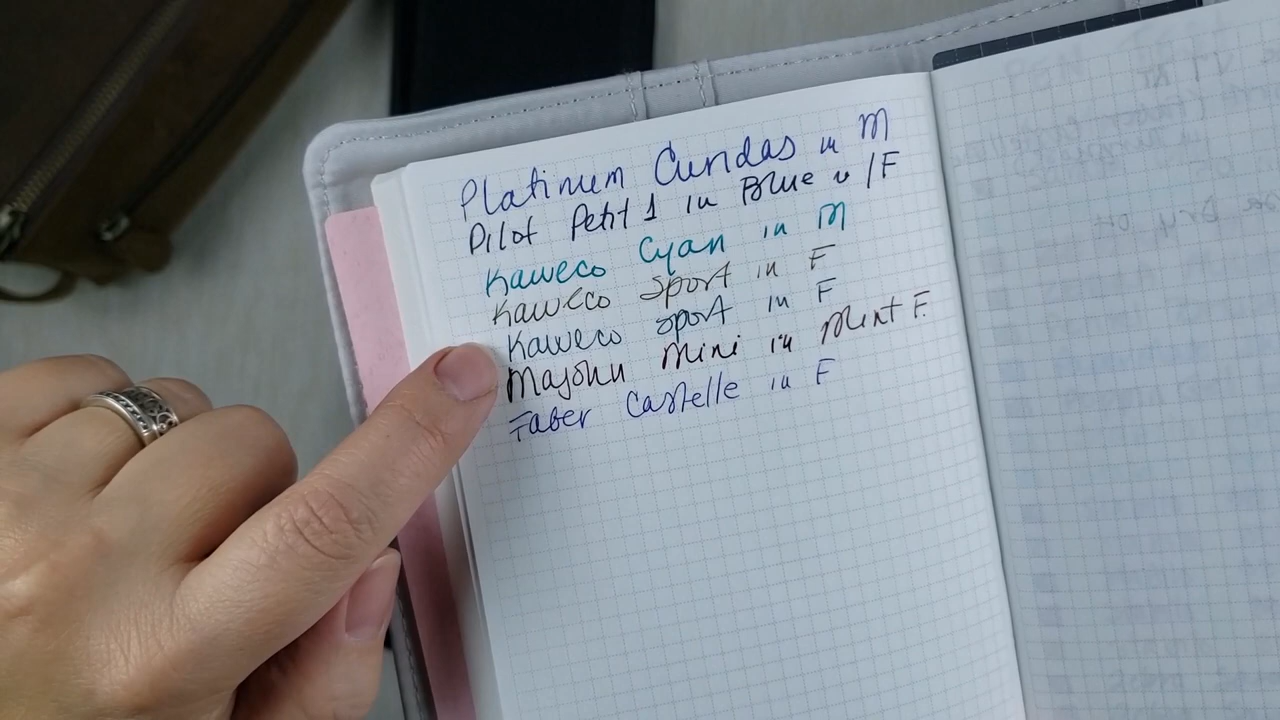 Platinum Curidas in M
Pilot Petit 1 in Blue w/F
Kaweco Cyan in M
Kaweco Sport in F
Kaweco Sport in F
Majohn Mini in Mint F.
Faber Castelle in F